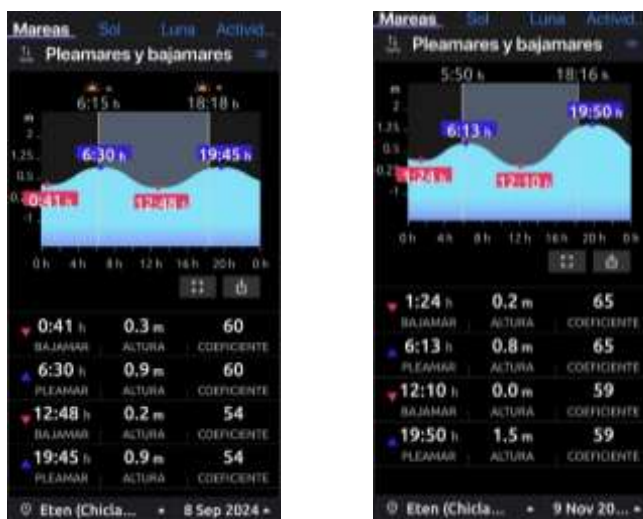 Mareas Sol Luna Activid...
Pleamares y bajamares
6:15 h 18:18 h
m
2
6:30 h 19:45 h
1.25
0.5
0:41 h 12:48 h
-1
0 h 4 h 8 h 12 h 16 h 20 h 0 h
0:41 h 0.3 m 60
BAJAMAR ALTURA COEFICIENTE
6:30 h 0.9 m 60
PLEAMAR ALTURA COEFICIENTE
12:48 h 0.2 m 54
BAJAMAR ALTURA COEFICIENTE
19:45 h 0.9 m 54
PLEAMAR ALTURA COEFICIENTE
Eten (Chicla... 8 Sep 2024
Mareas Sol Luna Activid...
Pleamares y bajamares
5:50 h 18:16 h
m
2
19:50 h
6:13 h
1.25
0.5
1:24 h 12:10 h
-1
0 h 4 h 8 h 12 h 16 h 20 h 0 h
1:24 h 0.2 m 65
BAJAMAR ALTURA COEFICIENTE
6:13 h 0.8 m 65
PLEAMAR ALTURA COEFICIENTE
12:10 h 0.0 m 59
BAJAMAR ALTURA COEFICIENTE
19:50 h 1.5 m 59
PLEAMAR ALTURA COEFICIENTE
Eten (Chicla... 9 Nov 20...